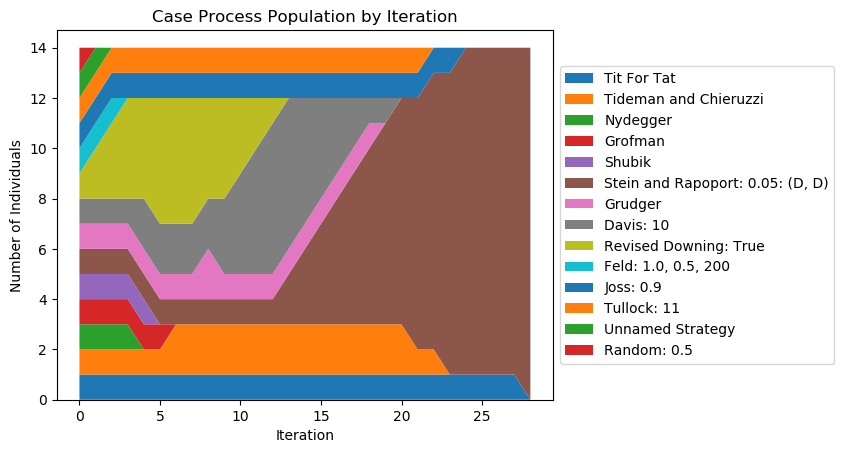 Case Process Population by Iteration
Number of Individuals
14
12
10
8
6
4
2
0
0
5
10
15
20
25
Iteration
Tit For Tat
Tideman and Chieruzzi
Nydegger
Grofman
Shubik
Stein and Rapoport: 0.05: (D, D)
Grudger
Davis: 10
Revised Downing: True
Feld: 1.0, 0.5, 200
Joss: 0.9
Tullock: 11
Unnamed Strategy
Random: 0.5